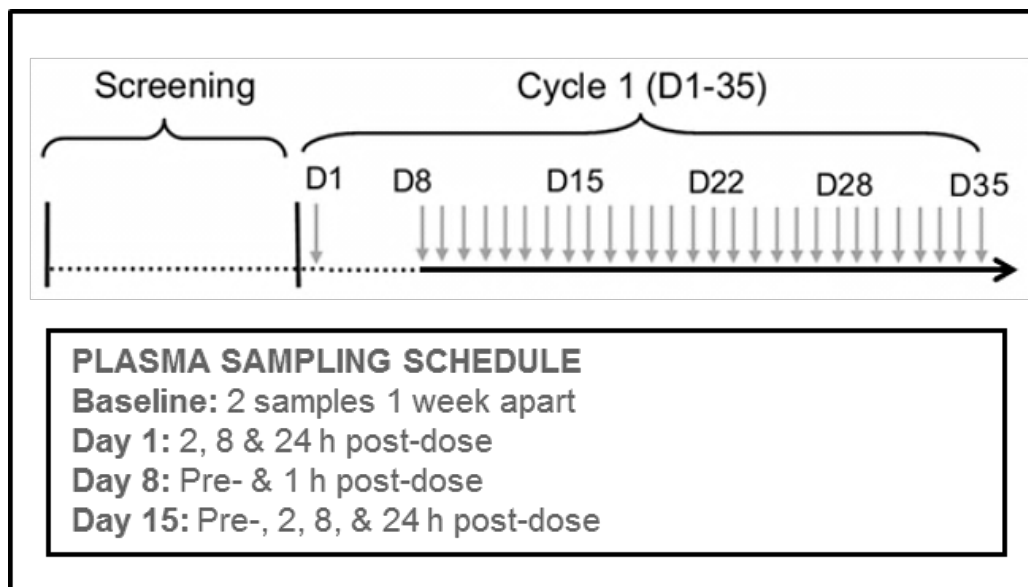 Screening
Cycle 1 (D1-35)
D1 D8 D15 D22 D28 D35
PLASMA SAMPLING SCHEDULE
Baseline: 2 samples 1 week apart
Day 1: 2, 8 & 24 h post-dose
Day 8: Pre- & 1 h post-dose
Day 15: Pre-, 2, 8, & 24 h post-dose